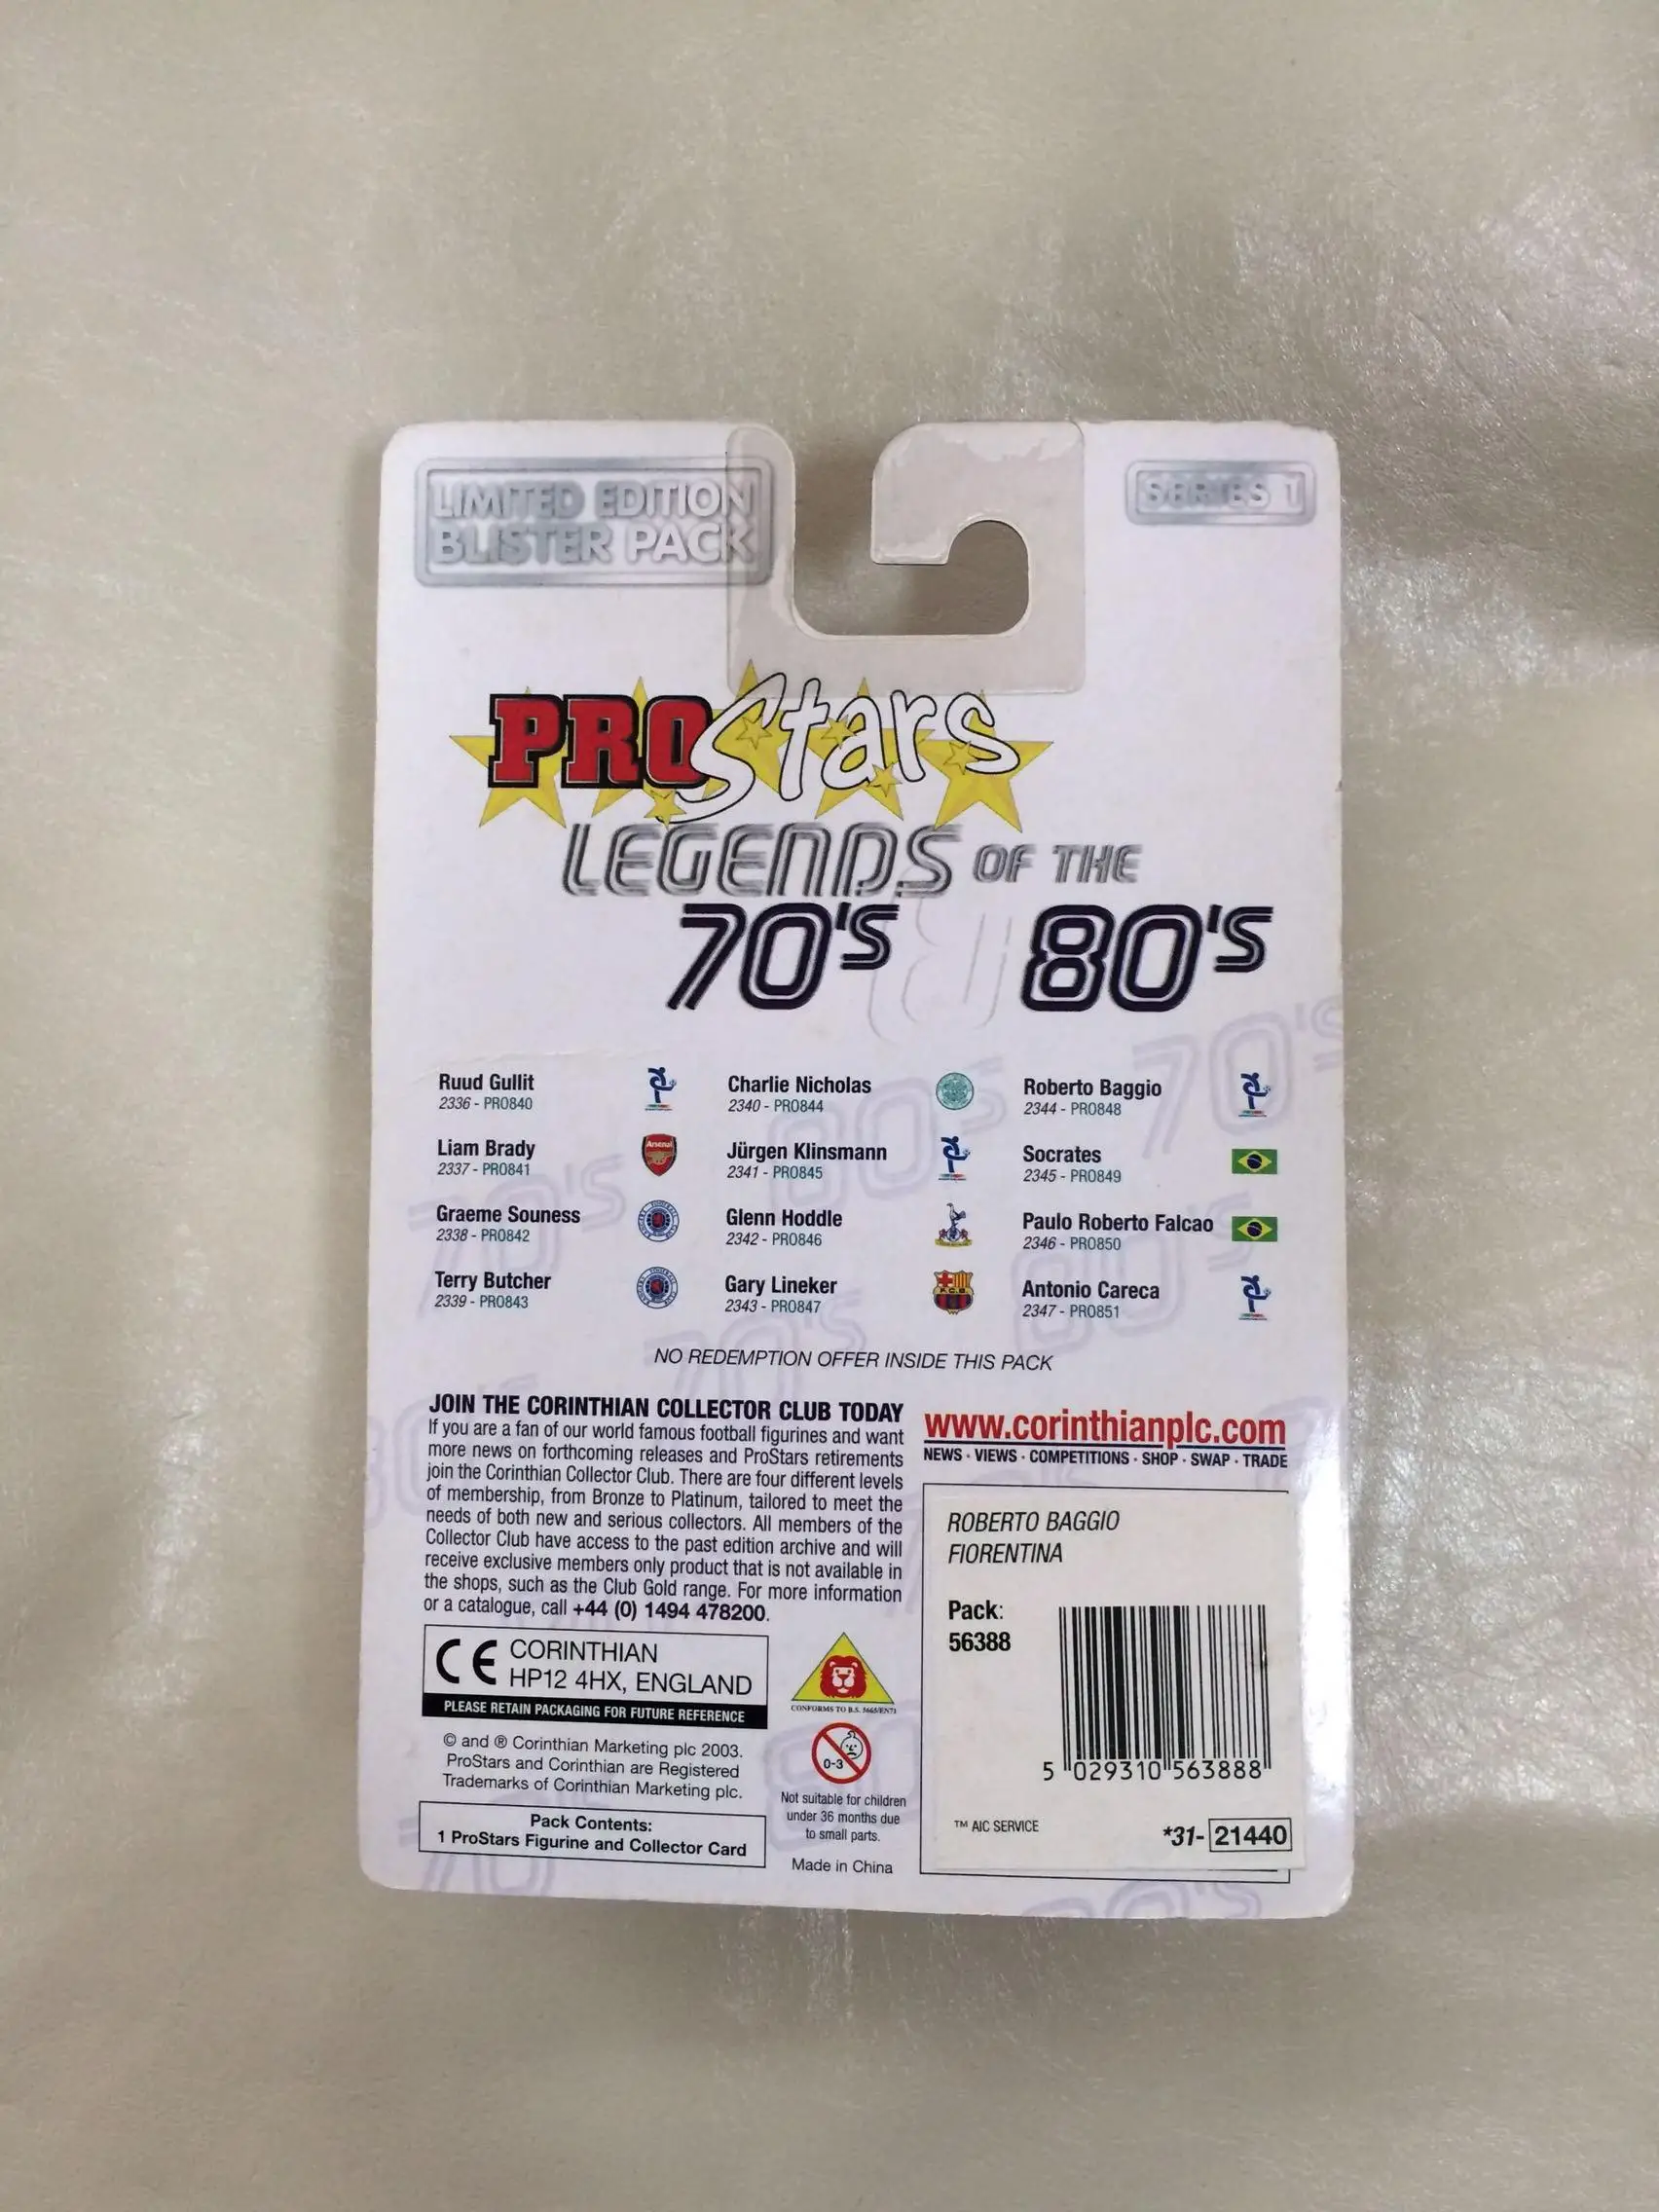 LIMITED EDITION
BLISTER PACK
SERIES 1
PROStars
LEGENDS OF THE
70'S 80'S
Ruud Gullit
2336 - PRO840
Liam Brady
2337 - PRO841
Graeme Souness
2338 - PRO842
Terry Butcher
2339 - PRO843
Charlie Nicholas
2340 - PRO844
Jürgen Klinsmann
2341 - PRO845
Glenn Hoddle
2342 - PRO846
Gary Lineker
2343 - PRO847
Roberto Baggio
2344 - PRO848
Socrates
2345 - PRO849
Paulo Roberto Falcao
2346 - PRO850
Antonio Careca
2347 - PRO851
Arsenal
NO REDEMPTION OFFER INSIDE THIS PACK
JOIN THE CORINTHIAN COLLECTOR CLUB TODAY
If you are a fan of our world famous football figurines and want
more news on forthcoming releases and ProStars retirements
join the Corinthian Collector Club. There are four different levels
of membership, from Bronze to Platinum, tailored to meet the
needs of both new and serious collectors. All members of the
Collector Club have access to the past edition archive and will
receive exclusive members only product that is not available in
the shops, such as the Club Gold range. For more information
or a catalogue, call +44 (0) 1494 478200.
CE CORINTHIAN
HP12 4HX, ENGLAND
PLEASE RETAIN PACKAGING FOR FUTURE REFERENCE
© and ® Corinthian Marketing plc 2003.
ProStars and Corinthian are Registered
Trademarks of Corinthian Marketing plc.
Pack Contents:
1 ProStars Figurine and Collector Card
CONFORMS TO B.S. 5665/EN71
0-3
Not suitable for children
under 36 months due
to small parts.
Made in China
www.corinthianplc.com
NEWS · VIEWS · COMPETITIONS · SHOP · SWAP · TRADE
ROBERTO BAGGIO
FIORENTINA
Pack:
56388
5 029310 563888
™ AIC SERVICE
*31- 21440